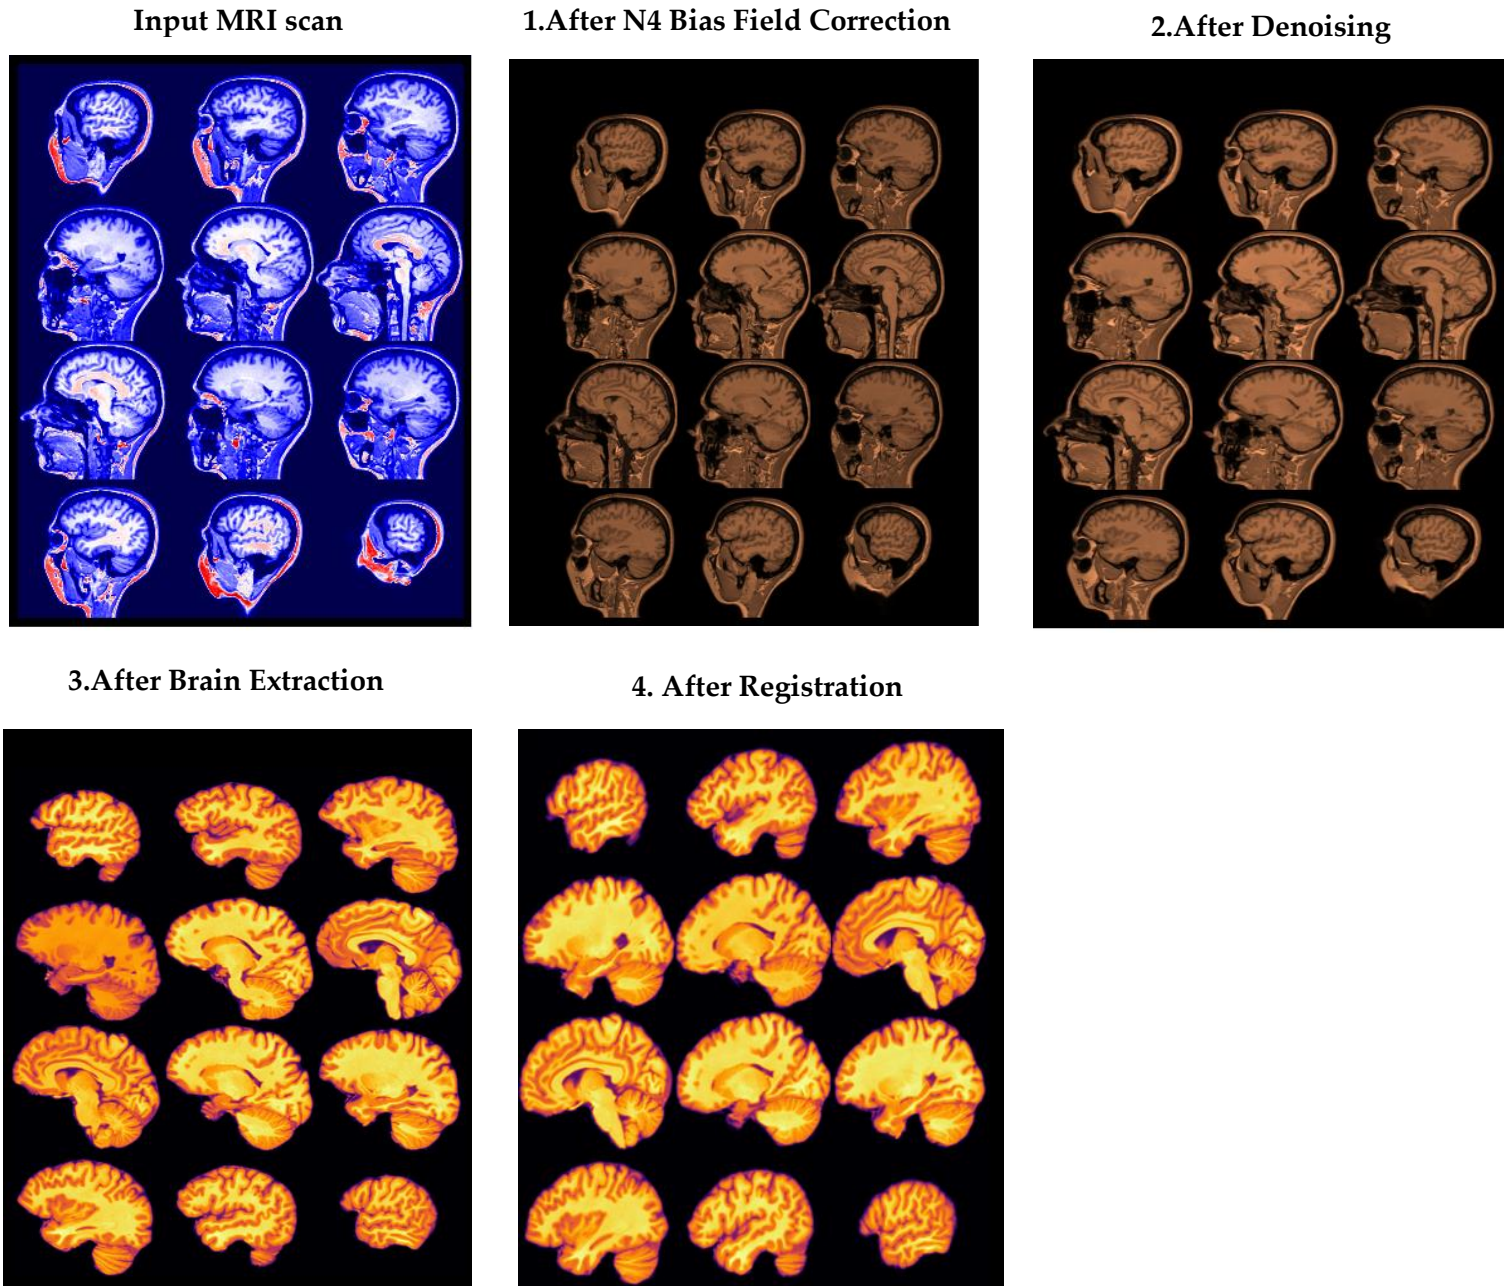 Input MRI scan
1.After N4 Bias Field Correction
2.After Denoising
3.After Brain Extraction
4. After Registration